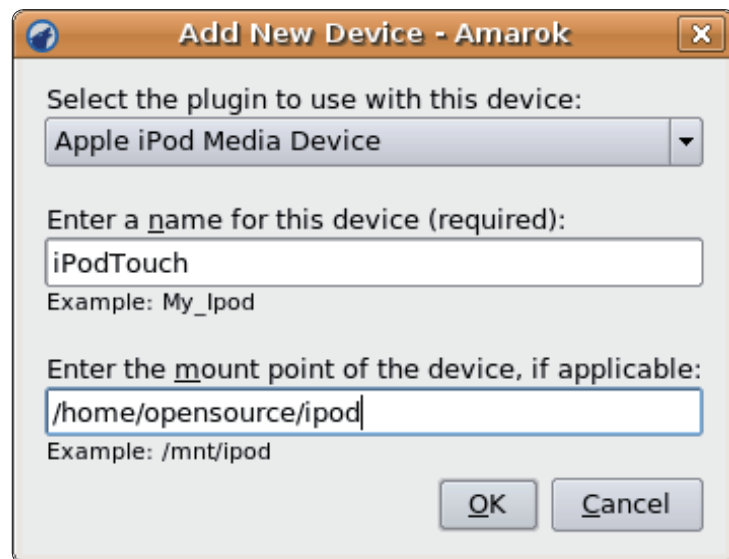 Add New Device - Amarok
Select the plugin to use with this device:
Apple iPod Media Device
Enter a name for this device (required):
iPodTouch
Example: My_Ipod
Enter the mount point of the device, if applicable:
/home/opensource/ipod
Example: /mnt/ipod
OK Cancel